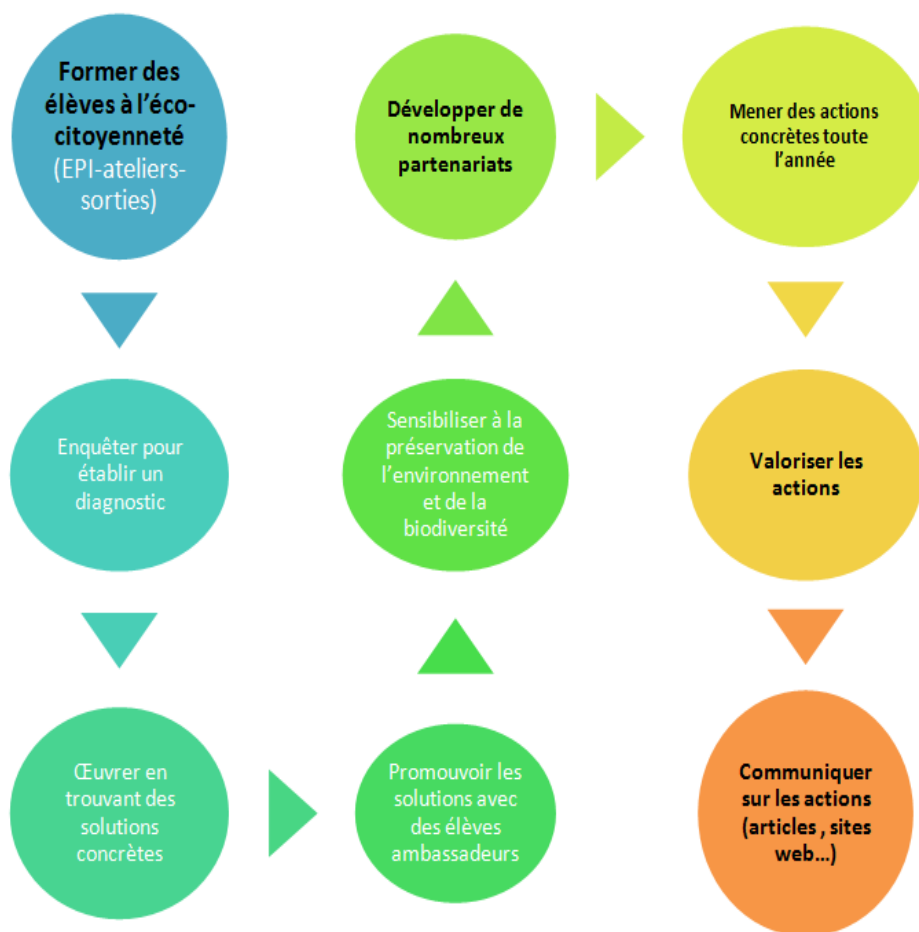 Former des
élèves à l’éco-
citoyenneté
(EPI-ateliers-
sorties)
Enquêter pour
établir un
diagnostic
Œuvrer en
trouvant des
solutions
concrètes
Promouvoir les
solutions avec
des élèves
ambassadeurs
Sensibiliser à la
préservation de
l’environnement
et de la
biodiversité
Développer de
nombreux
partenariats
Mener des actions
concrètes toute
l’année
Valoriser les
actions
Communiquer
sur les actions
(articles , sites
web…)